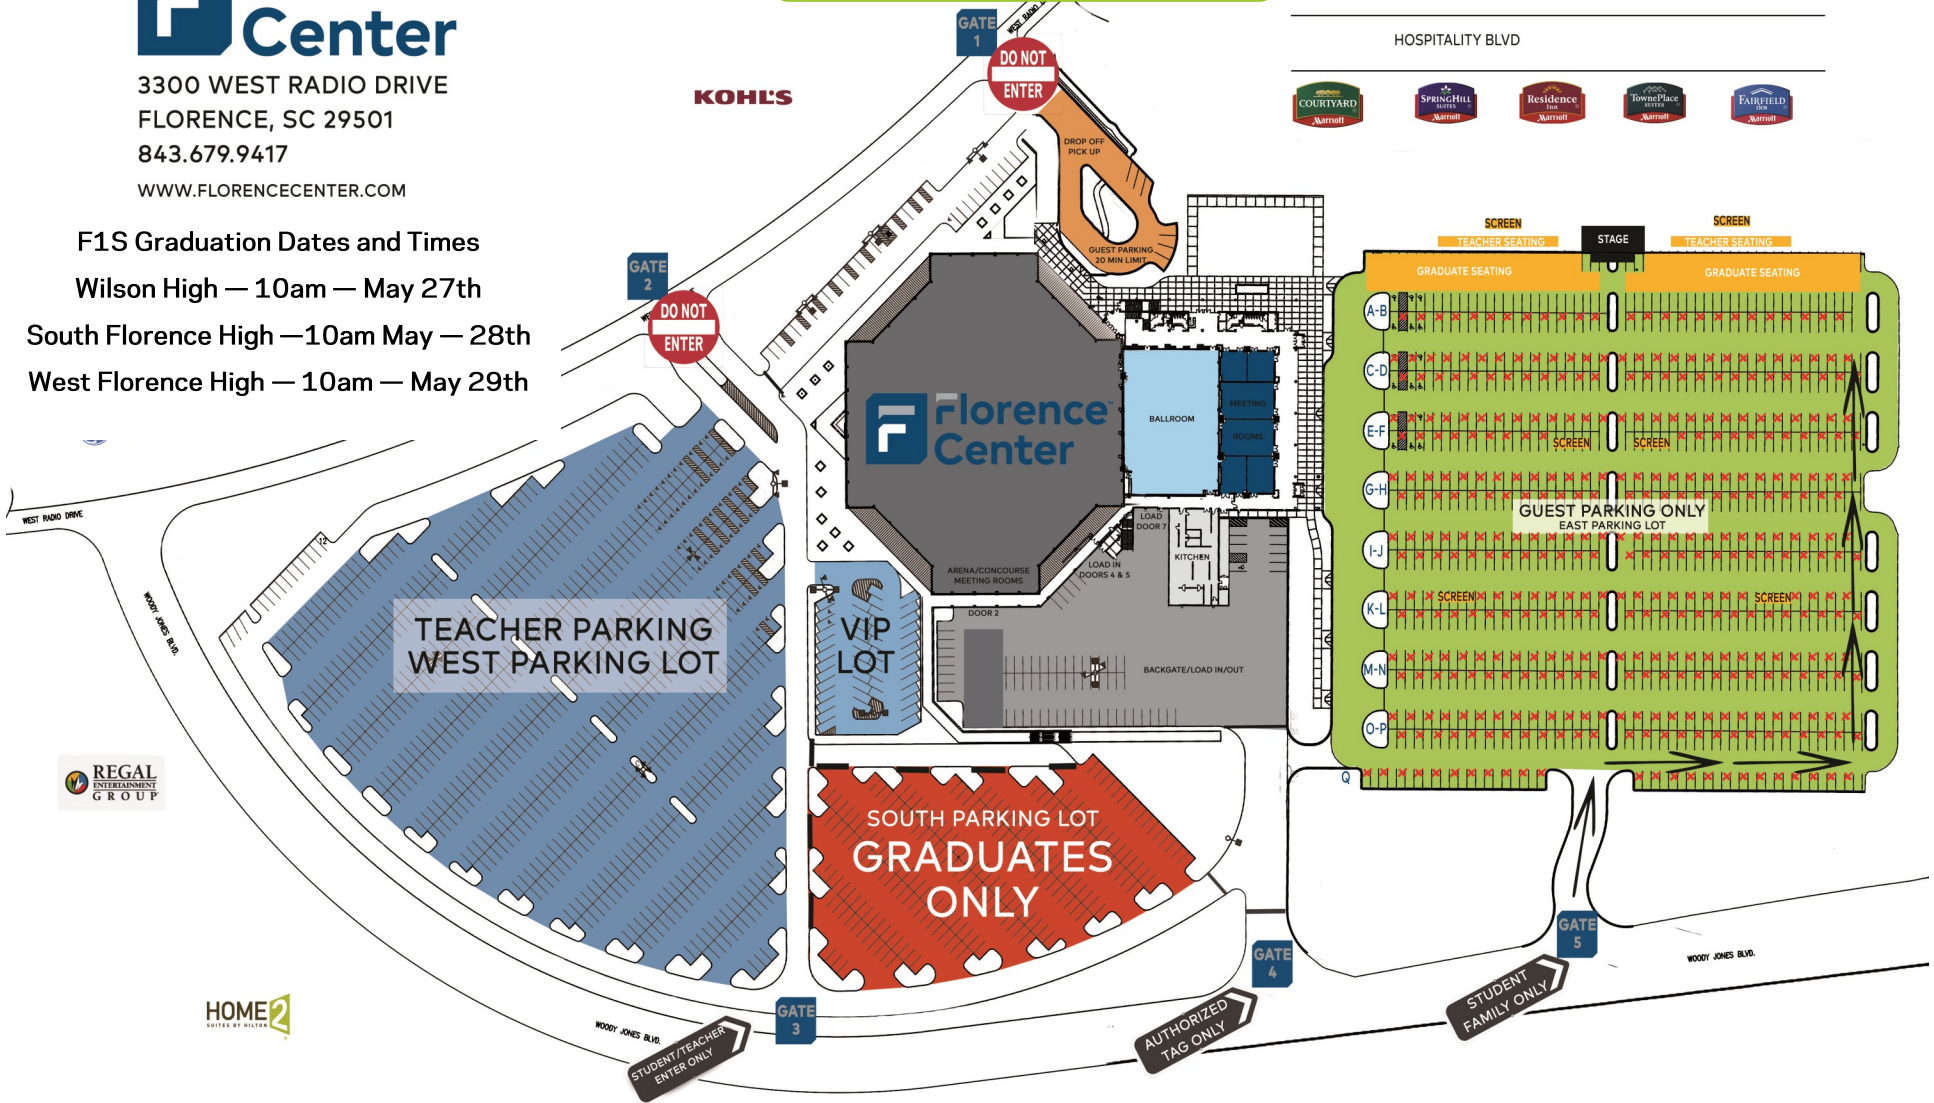 Center
3300 WEST RADIO DRIVE
FLORENCE, SC 29501
843.679.9417
WWW.FLORENCECENTER.COM
F1S Graduation Dates and Times
Wilson High — 10am — May 27th
South Florence High —10am May — 28th
West Florence High — 10am — May 29th
GATE
1
WEST RADIO
DO NOT
ENTER
KOHL'S
HOSPITALITY BLVD
COURTYARD
Marriott
SPRINGHILL
SUITES
Marriott
Residence
Inn
Marriott
TownePlace
SUITES
Marriott
FAIRFIELD
INN
Marriott
DROP OFF
PICK UP
GUEST PARKING
20 MIN LIMIT
GATE
2
DO NOT
ENTER
SCREEN
TEACHER SEATING
STAGE
SCREEN
TEACHER SEATING
GRADUATE SEATING
GRADUATE SEATING
A-B
C-D
E-F
SCREEN
SCREEN
G-H
GUEST PARKING ONLY
EAST PARKING LOT
I-J
K-L
SCREEN
SCREEN
M-N
O-P
Q
Florence
Center
BALLROOM
MEETING
ROOMS
LOAD
DOOR 7
KITCHEN
LOAD IN
DOORS 4 & 5
ARENA/CONCOURSE
MEETING ROOMS
DOOR 2
BACKGATE/LOAD IN/OUT
WEST RADIO DRIVE
12
WOODY JONES BLVD.
TEACHER PARKING
WEST PARKING LOT
VIP
LOT
REGAL
ENTERTAINMENT
GROUP
SOUTH PARKING LOT
GRADUATES
ONLY
HOME2
SUITES BY HILTON
WOODY JONES BLVD.
STUDENT/TEACHER
ENTER ONLY
GATE
3
AUTHORIZED
TAG ONLY
GATE
4
STUDENT
FAMILY ONLY
GATE
5
WOODY JONES BLVD.